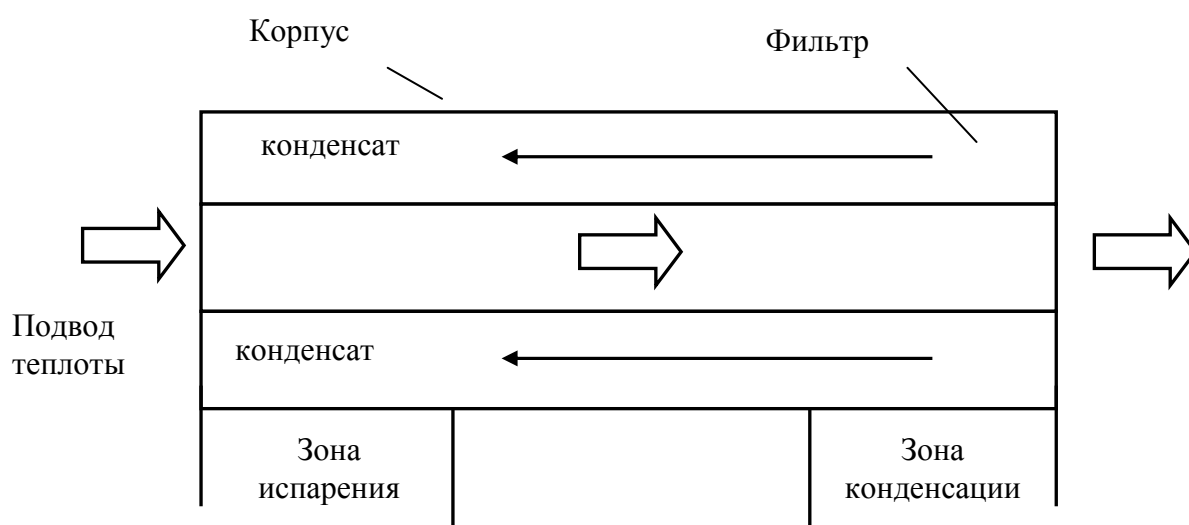 Корпус
Фильтр
конденсат
Подвод
теплоты
конденсат
Зона
испарения
Зона
конденсации